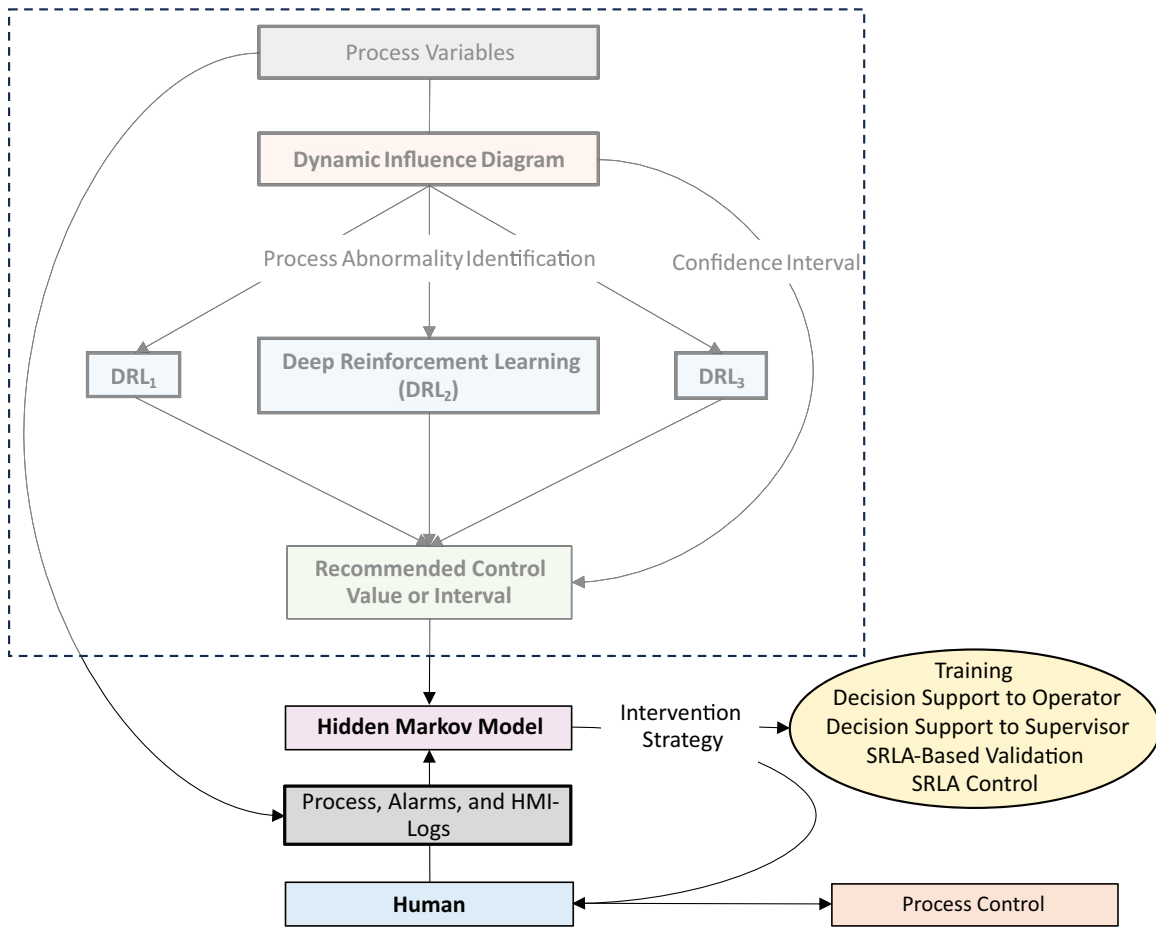 Process Variables
Dynamic Influence Diagram
Process Abnormality Identification
Confidence Interval
DRL₁
Deep Reinforcement Learning
(DRL₂)
DRL₃
Recommended Control
Value or Interval
Training
Decision Support to Operator
Decision Support to Supervisor
SRLA-Based Validation
SRLA Control
Hidden Markov Model
Intervention
Strategy
Process, Alarms, and HMI-
Logs
Human
Process Control